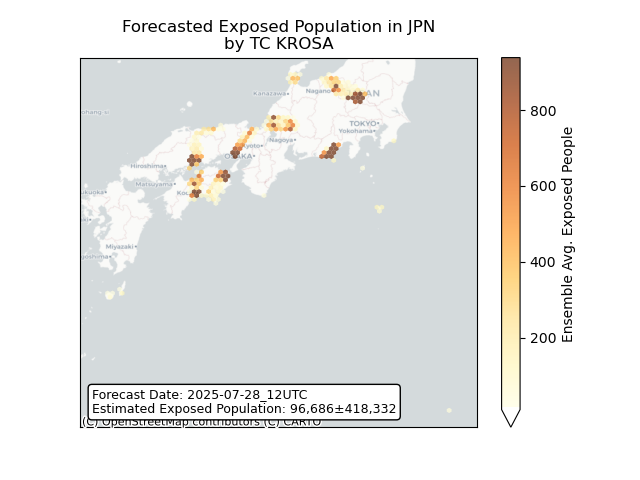 Forecasted Exposed Population in JPN
by TC KROSA
Kanazawa
Nagano
TOKYO
Yokohama
Kyoto
Nagoya
Hiroshima
Matsuyama
Miyazaki
800
600
400
200
Ensemble Avg. Exposed People
Forecast Date: 2025-07-28_12UTC
Estimated Exposed Population: 96,686±418,332
(C) OpenStreetMap contributors (C) CARTO